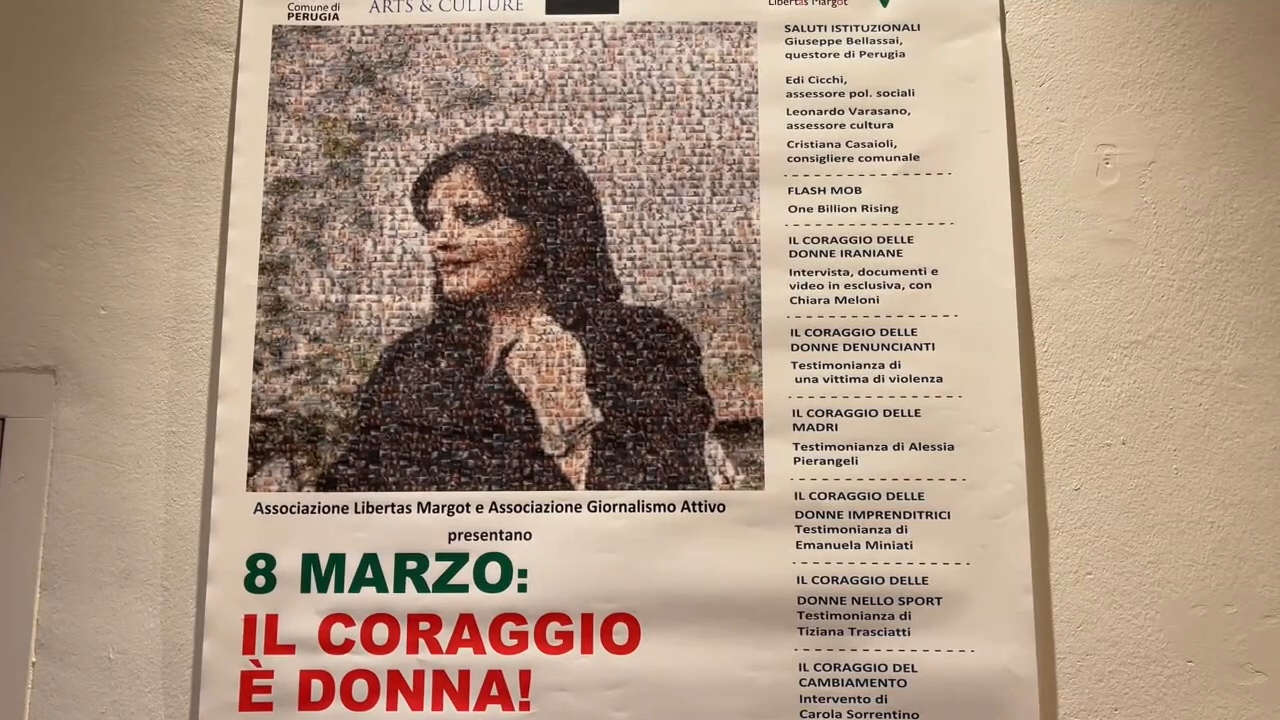 Comune di
PERUGIA
ARTS & CULTURE
Libertas Margot
Associazione Libertas Margot e Associazione Giornalismo Attivo
presentano
8 MARZO:
IL CORAGGIO
È DONNA!
SALUTI ISTITUZIONALI
Giuseppe Bellassai,
questore di Perugia
Edi Cicchi,
assessore pol. sociali
Leonardo Varasano,
assessore cultura
Cristiana Casaioli,
consigliere comunale
FLASH MOB
One Billion Rising
IL CORAGGIO DELLE
DONNE IRANIANE
Intervista, documenti e
video in esclusiva, con
Chiara Meloni
IL CORAGGIO DELLE
DONNE DENUNCIANTI
Testimonianza di
una vittima di violenza
IL CORAGGIO DELLE
MADRI
Testimonianza di Alessia
Pierangeli
IL CORAGGIO DELLE
DONNE IMPRENDITRICI
Testimonianza di
Emanuela Miniati
IL CORAGGIO DELLE
DONNE NELLO SPORT
Testimonianza di
Tiziana Trasciatti
IL CORAGGIO DEL
CAMBIAMENTO
Intervento di
Carola Sorrentino